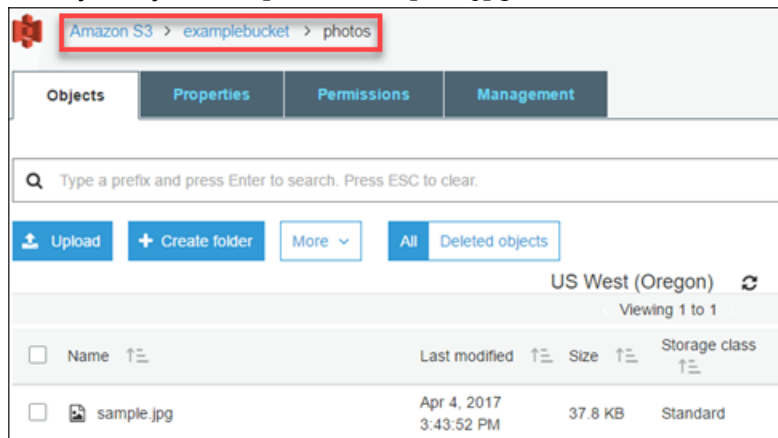 Amazon S3 > examplebucket > photos
Objects Properties Permissions Management
Type a prefix and press Enter to search. Press ESC to clear.
Upload + Create folder More All Deleted objects
US West (Oregon)
Viewing 1 to 1
Name Last modified Size Storage class
sample.jpg Apr 4, 2017 3:43:52 PM 37.8 KB Standard